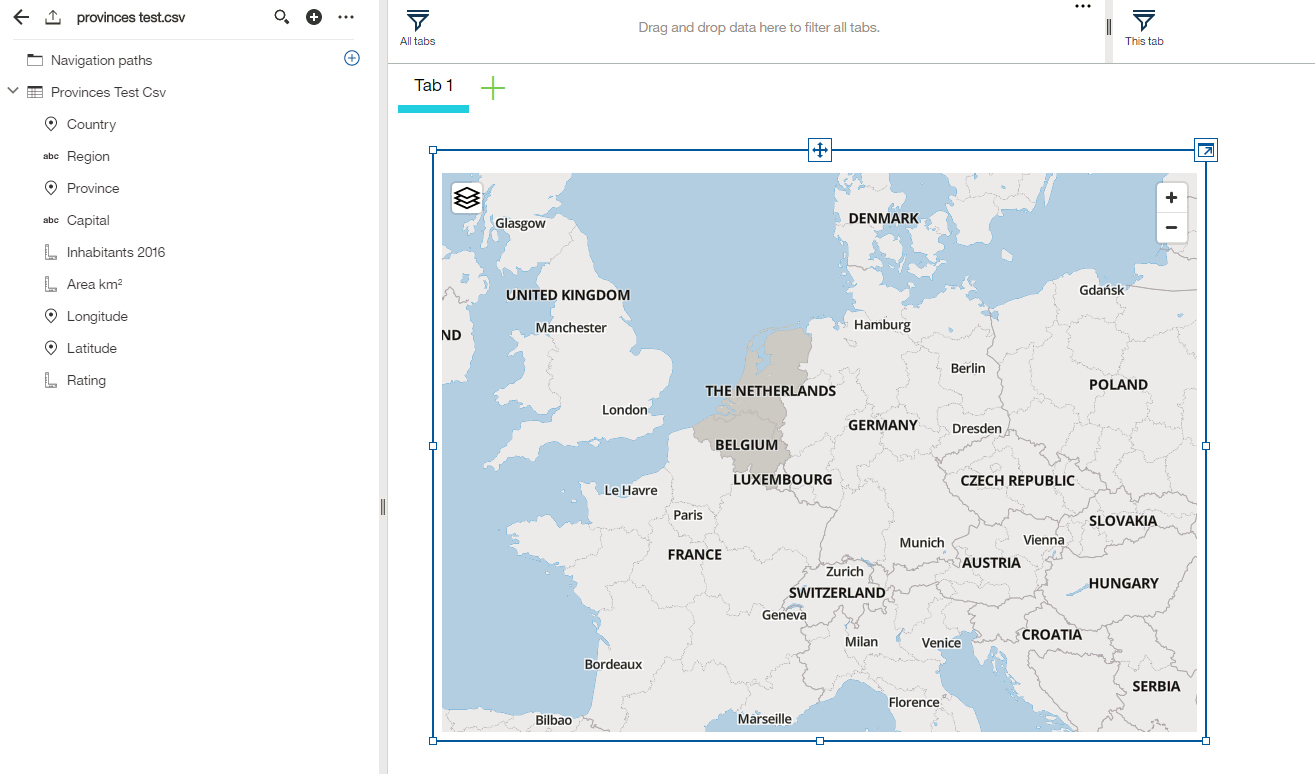 provinces test.csv
Navigation paths
Provinces Test Csv
Country
abc Region
Province
abc Capital
Inhabitants 2016
Area km²
Longitude
Latitude
Rating
All tabs
Drag and drop data here to filter all tabs.
This tab
Tab 1
Glasgow
DENMARK
Gdańsk
UNITED KINGDOM
Manchester
Hamburg
ND
Berlin
THE NETHERLANDS
POLAND
London
GERMANY
Dresden
BELGIUM
LUXEMBOURG
CZECH REPUBLIC
Le Havre
Paris
SLOVAKIA
Munich
Vienna
FRANCE
AUSTRIA
Zurich
HUNGARY
SWITZERLAND
Geneva
CROATIA
Milan
Venice
Bordeaux
SERBIA
Florence
Bilbao
Marseille